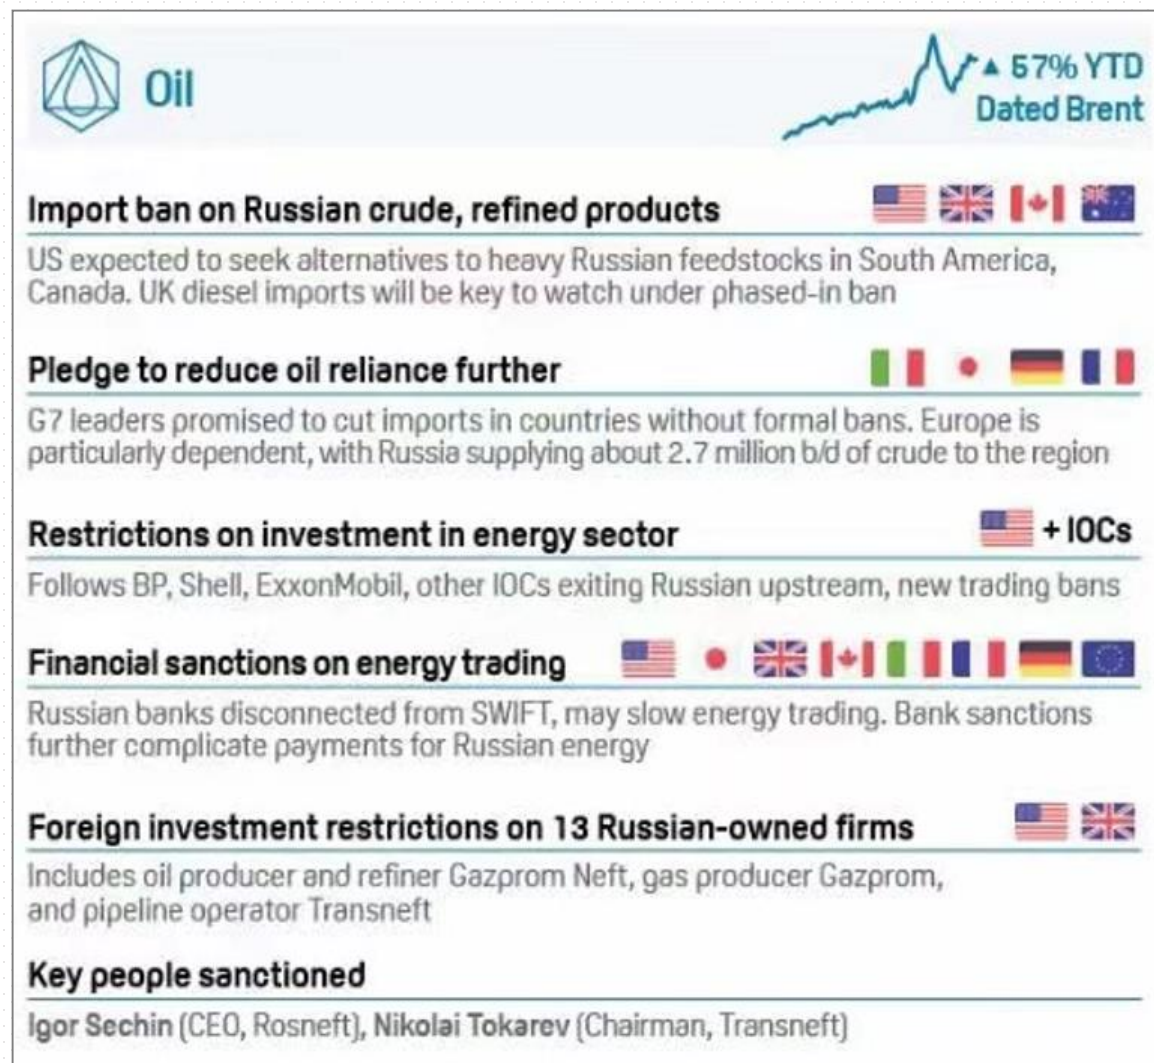 Oil
▲ 57% YTD
Dated Brent
Import ban on Russian crude, refined products
US expected to seek alternatives to heavy Russian feedstocks in South America,
Canada. UK diesel imports will be key to watch under phased-in ban
Pledge to reduce oil reliance further
G7 leaders promised to cut imports in countries without formal bans. Europe is
particularly dependent, with Russia supplying about 2.7 million b/d of crude to the region
Restrictions on investment in energy sector
+ IOCs
Follows BP, Shell, ExxonMobil, other IOCs exiting Russian upstream, new trading bans
Financial sanctions on energy trading
Russian banks disconnected from SWIFT, may slow energy trading. Bank sanctions
further complicate payments for Russian energy
Foreign investment restrictions on 13 Russian-owned firms
Includes oil producer and refiner Gazprom Neft, gas producer Gazprom,
and pipeline operator Transneft
Key people sanctioned
Igor Sechin (CEO, Rosneft), Nikolai Tokarev (Chairman, Transneft)